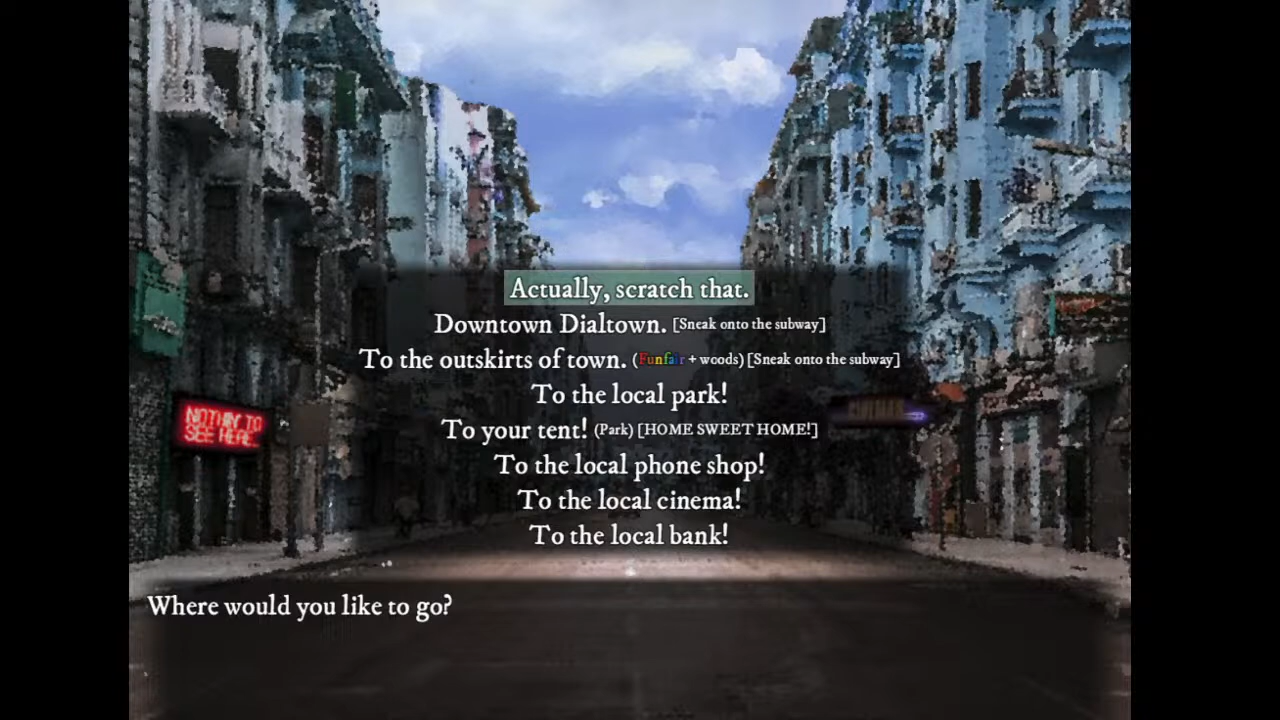 Actually, scratch that.
Downtown Dialtown. [Sneak onto the subway]
To the outskirts of town. (Funfair + woods) [Sneak onto the subway]
To the local park!
To your tent! (Park) [HOME SWEET HOME!]
NOTHIN TO
SEE HERE..
To the local phone shop!
To the local cinema!
To the local bank!
Where would you like to go?